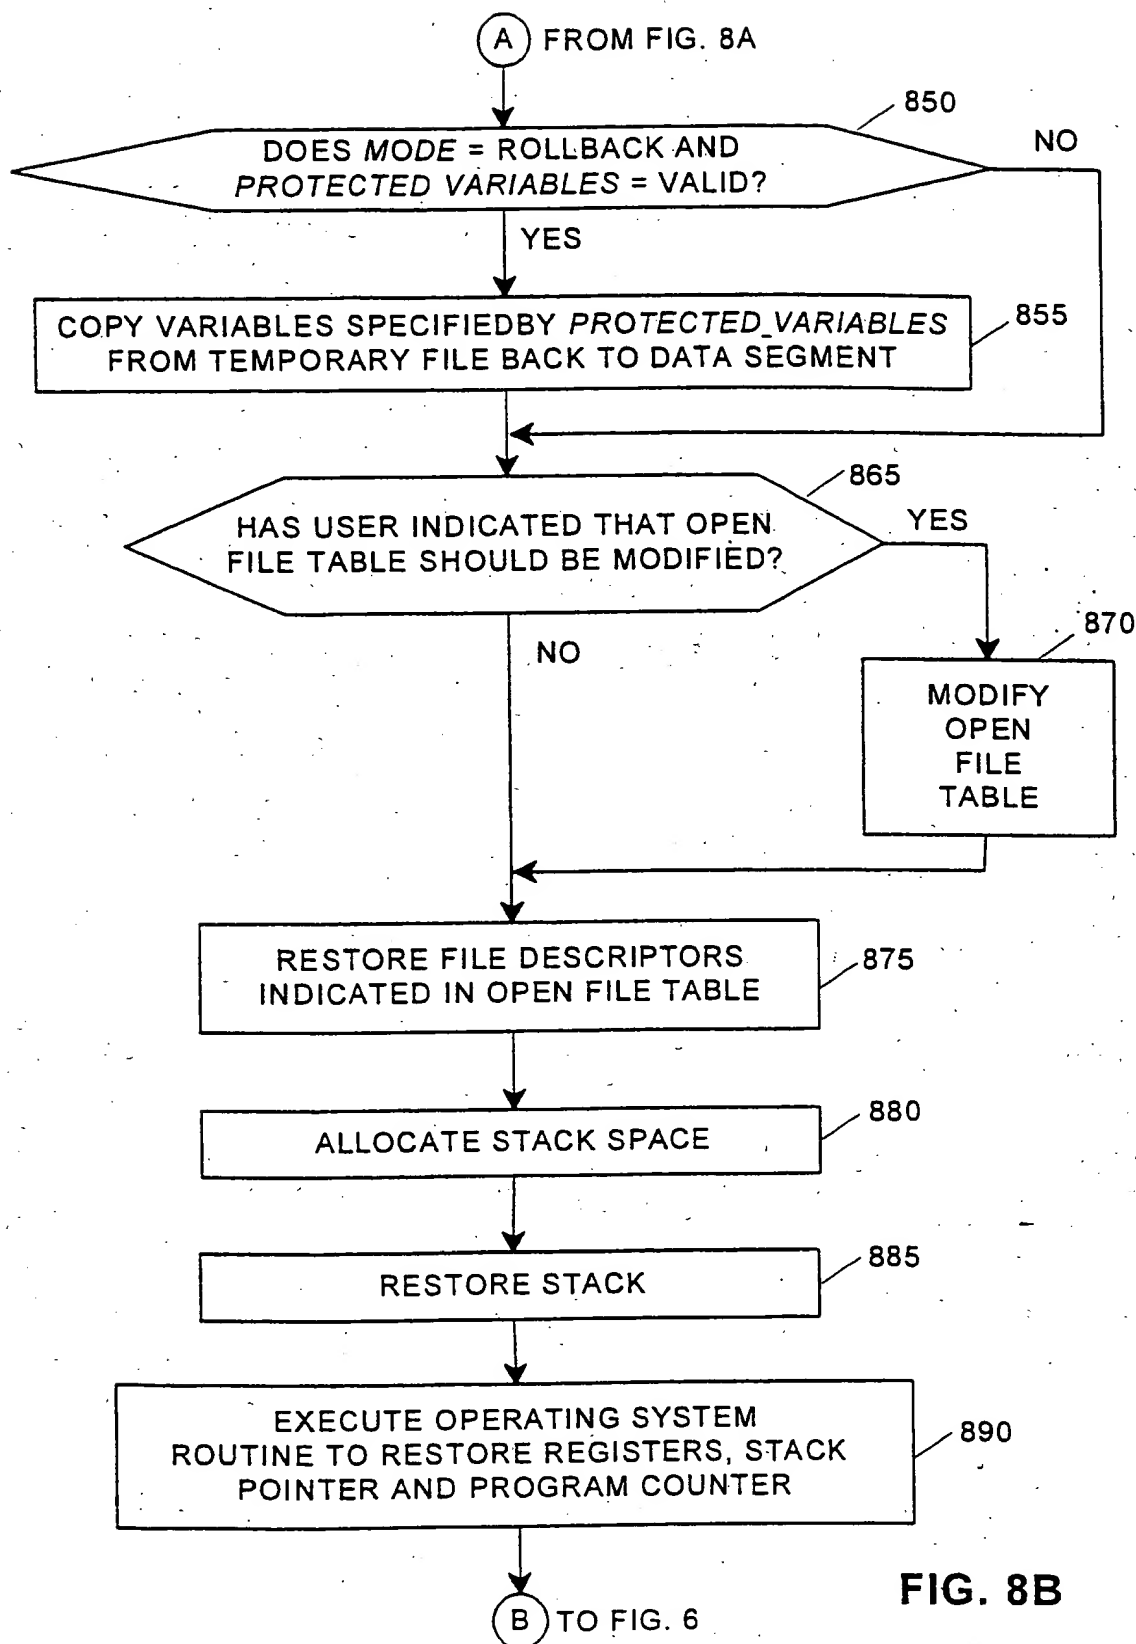 A FROM FIG. 8A
850
DOES MODE = ROLLBACK AND
PROTECTED VARIABLES = VALID?
NO
YES
COPY VARIABLES SPECIFIEDBY PROTECTED_VARIABLES
FROM TEMPORARY FILE BACK TO DATA SEGMENT
855
865
HAS USER INDICATED THAT OPEN
FILE TABLE SHOULD BE MODIFIED?
YES
NO
870
MODIFY
OPEN
FILE
TABLE
RESTORE FILE DESCRIPTORS
INDICATED IN OPEN FILE TABLE
875
ALLOCATE STACK SPACE
880
RESTORE STACK
885
EXECUTE OPERATING SYSTEM
ROUTINE TO RESTORE REGISTERS, STACK
POINTER AND PROGRAM COUNTER
890
FIG. 8B
B TO FIG. 6